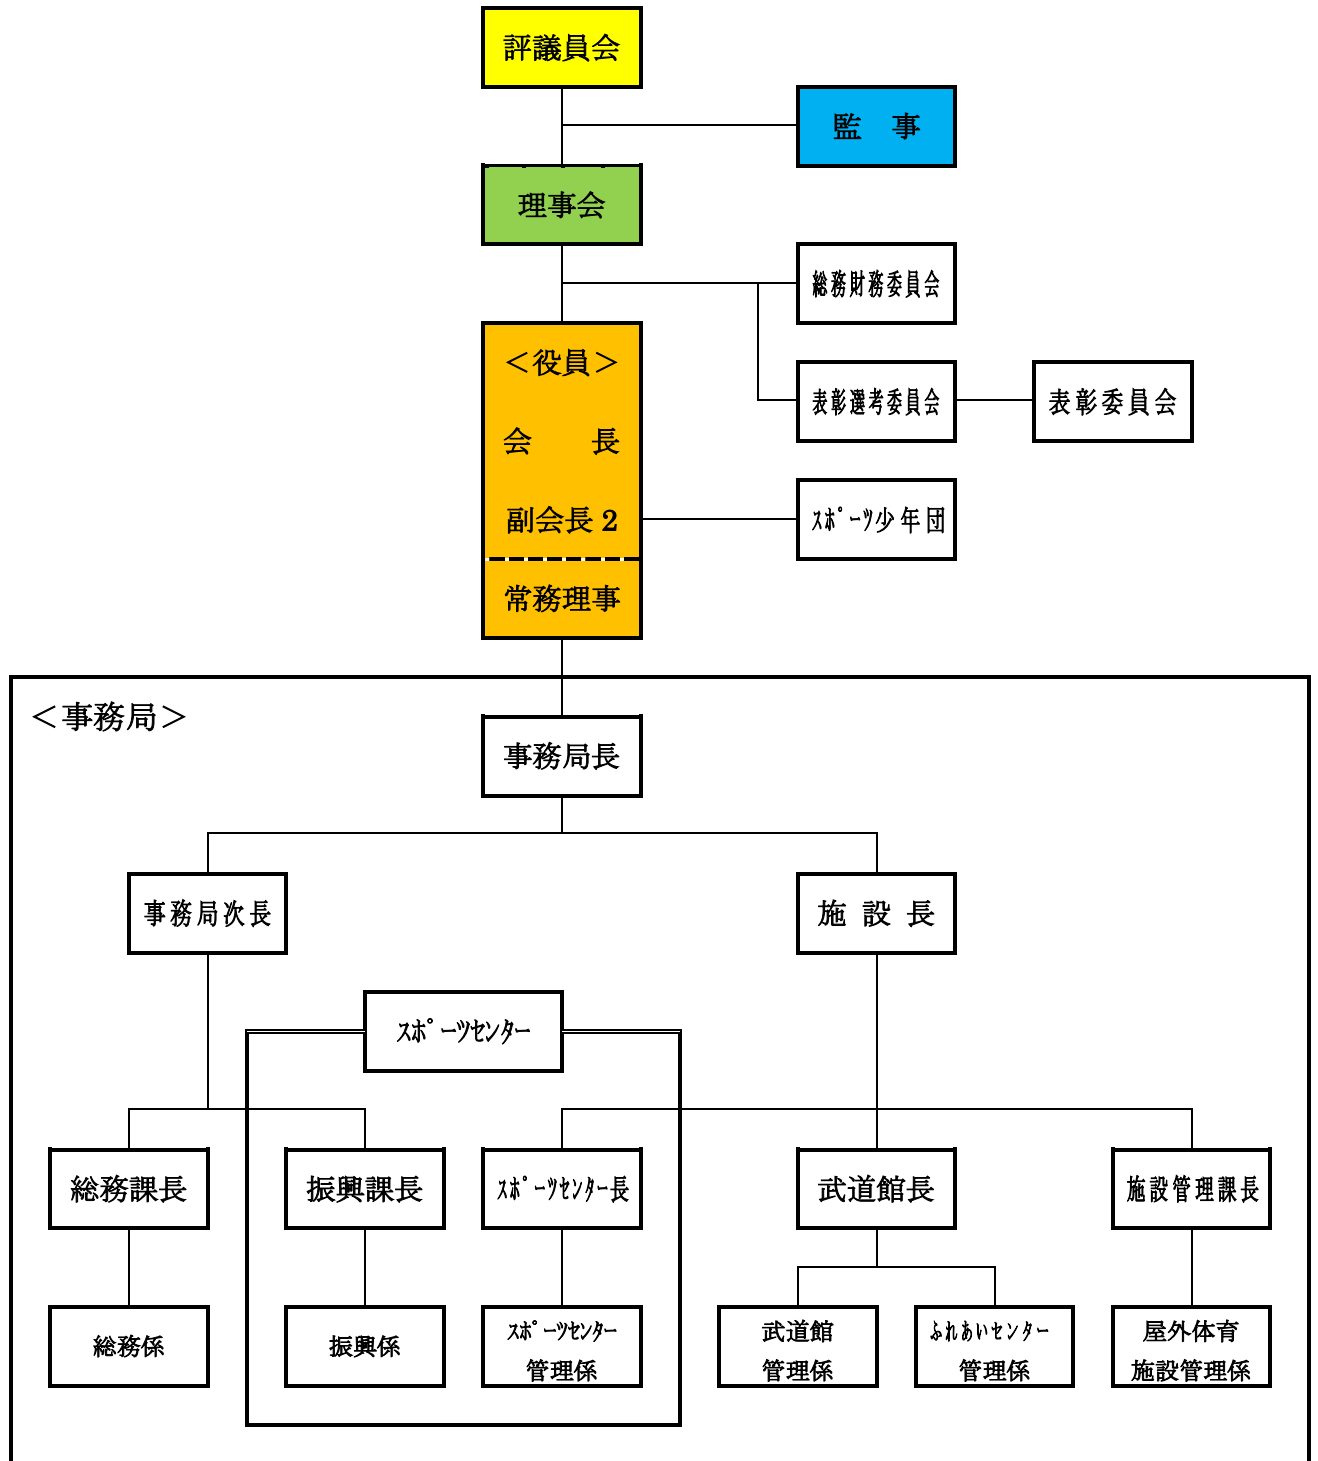 評議員会
監　事
理事会
総務財務委員会
＜役員＞
表彰選考委員会
表彰委員会
会　　長
副会長２
ｽﾎﾟｰﾂ少年団
常務理事
＜事務局＞
事務局長
事務局次長
施 設 長
ｽﾎﾟｰﾂｾﾝﾀｰ
総務課長
振興課長
ｽﾎﾟｰﾂｾﾝﾀｰ長
武道館長
施設管理課長
総務係
振興係
ｽﾎﾟｰﾂｾﾝﾀｰ
管理係
武道館
管理係
ふれあいセンター
管理係
屋外体育
施設管理係